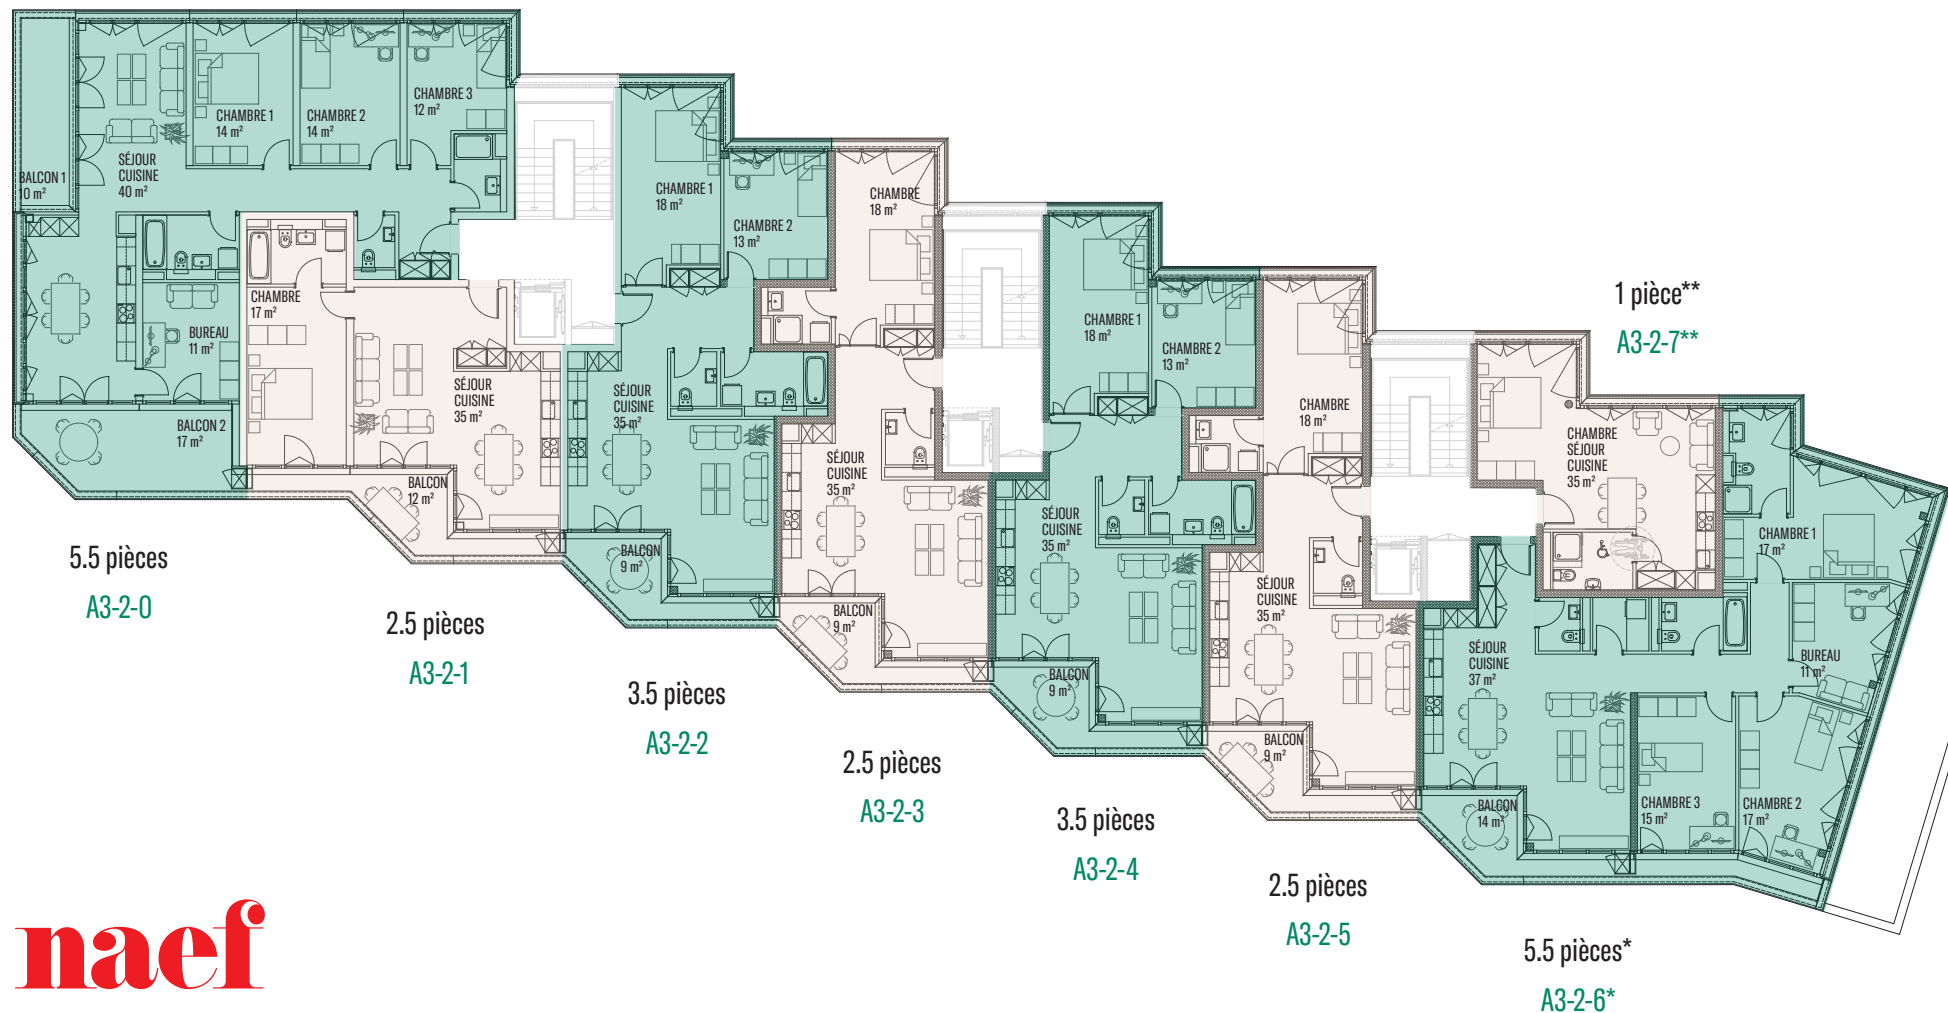 BALCON 1
10 m²
SÉJOUR
CUISINE
40 m²
CHAMBRE 1
14 m²
CHAMBRE 2
14 m²
CHAMBRE 3
12 m²
BUREAU
11 m²
BALCON 2
17 m²
5.5 pièces
A3-2-0
CHAMBRE
17 m²
SÉJOUR
CUISINE
35 m²
BALCON
12 m²
2.5 pièces
A3-2-1
CHAMBRE 1
18 m²
CHAMBRE 2
13 m²
SÉJOUR
CUISINE
35 m²
BALCON
9 m²
3.5 pièces
A3-2-2
CHAMBRE
18 m²
SÉJOUR
CUISINE
35 m²
BALCON
9 m²
2.5 pièces
A3-2-3
CHAMBRE 1
18 m²
CHAMBRE 2
13 m²
SÉJOUR
CUISINE
35 m²
BALCON
9 m²
3.5 pièces
A3-2-4
CHAMBRE
18 m²
SÉJOUR
CUISINE
35 m²
BALCON
9 m²
2.5 pièces
A3-2-5
1 pièce**
A3-2-7**
CHAMBRE
SÉJOUR
CUISINE
35 m²
CHAMBRE 1
17 m²
BUREAU
11 m²
SÉJOUR
CUISINE
37 m²
CHAMBRE 3
15 m²
CHAMBRE 2
17 m²
BALCON
14 m²
5.5 pièces*
A3-2-6*
naef